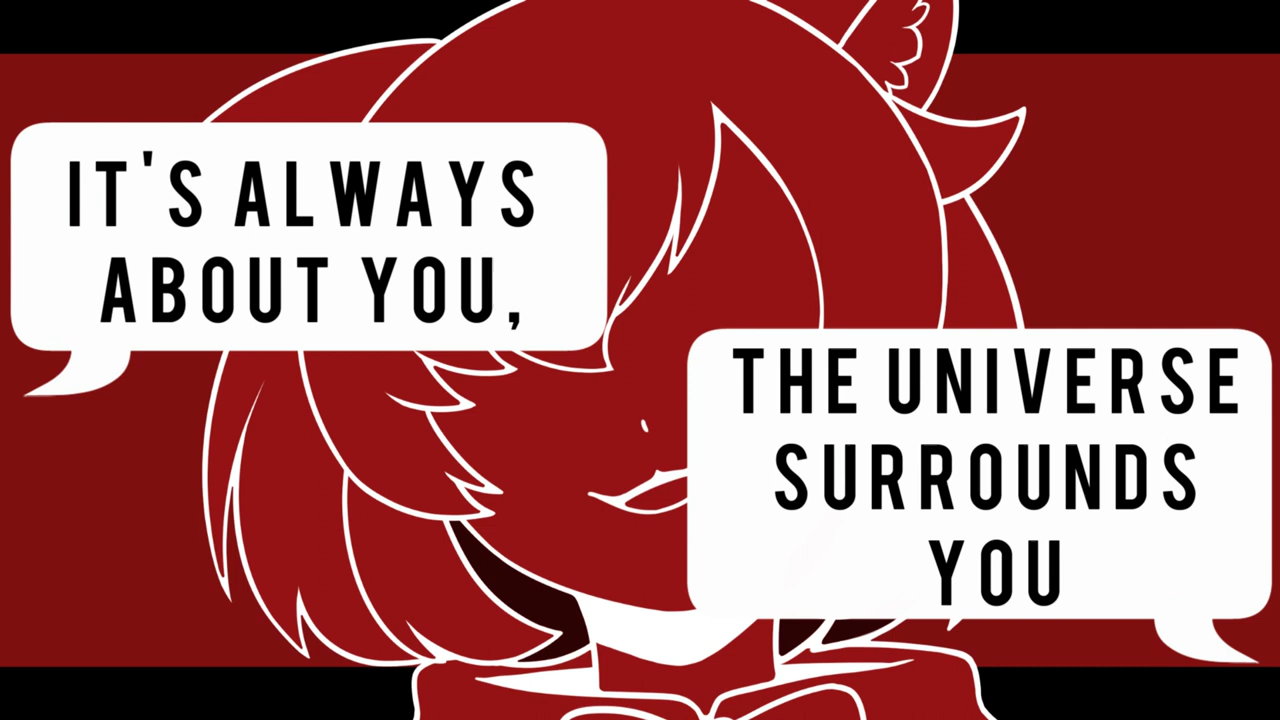 IT'S ALWAYS
ABOUT YOU,
THE UNIVERSE
SURROUNDS
YOU